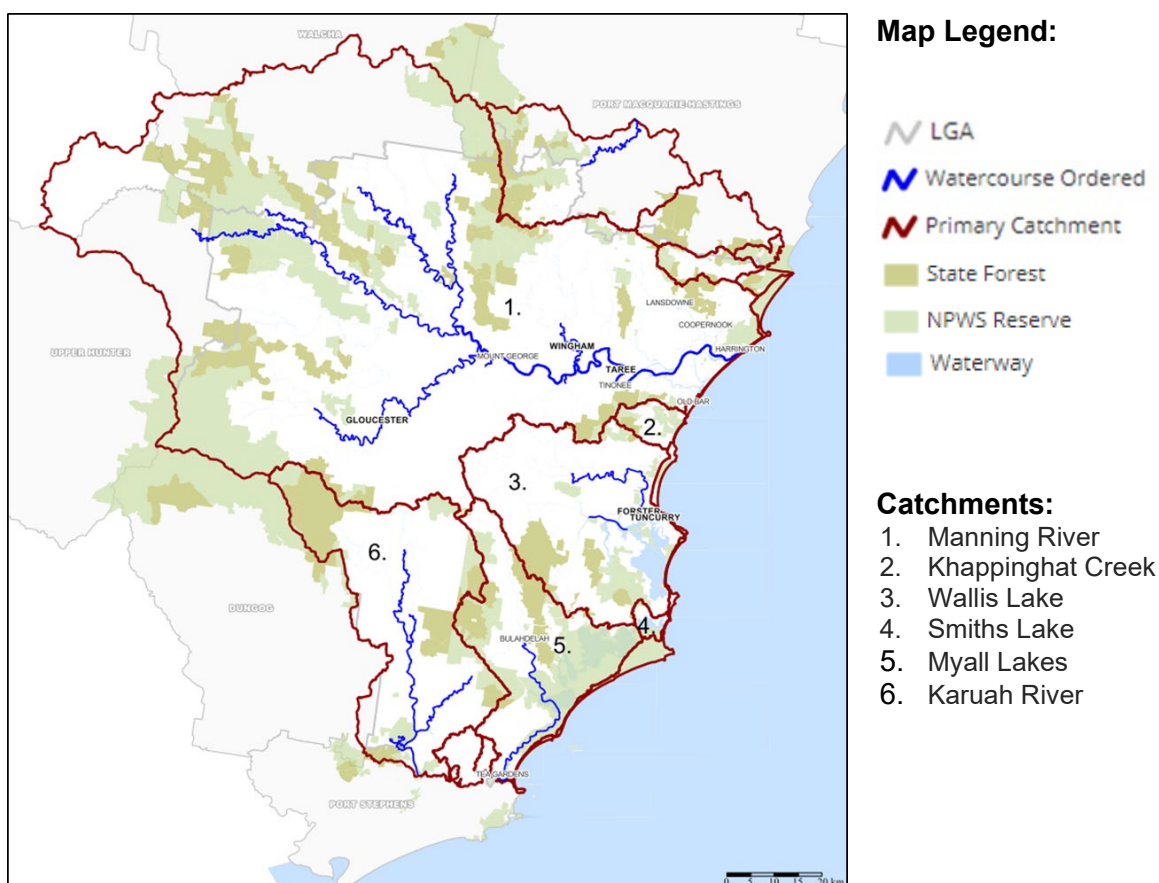 WALCHA
PORT MACQUARIE-HASTINGS
LANSDOWNE
1.
COOPERNOOK
WINGHAM
HARRINGTON
UPPER HUNTER
MOUNT GEORGE
TAREE
TINONEE
OLD BAR
GLOUCESTER
2.
3.
FORSTER
TUNCURRY
6.
DUNGOG
4.
BULAHDELAH
5.
TEA GARDENS
PORT STEPHENS
0 5 10 15 20 km
Map Legend:
LGA
Watercourse Ordered
Primary Catchment
State Forest
NPWS Reserve
Waterway
Catchments:
1. Manning River
2. Khappinghat Creek
3. Wallis Lake
4. Smiths Lake
5. Myall Lakes
6. Karuah River